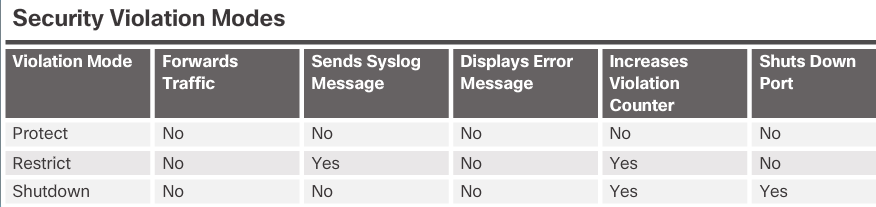 Security Violation Modes
Violation Mode Forwards Traffic Sends Syslog Message Displays Error Message Increases Violation Counter Shuts Down Port
Protect No No No No No
Restrict No Yes No Yes No
Shutdown No No No Yes Yes